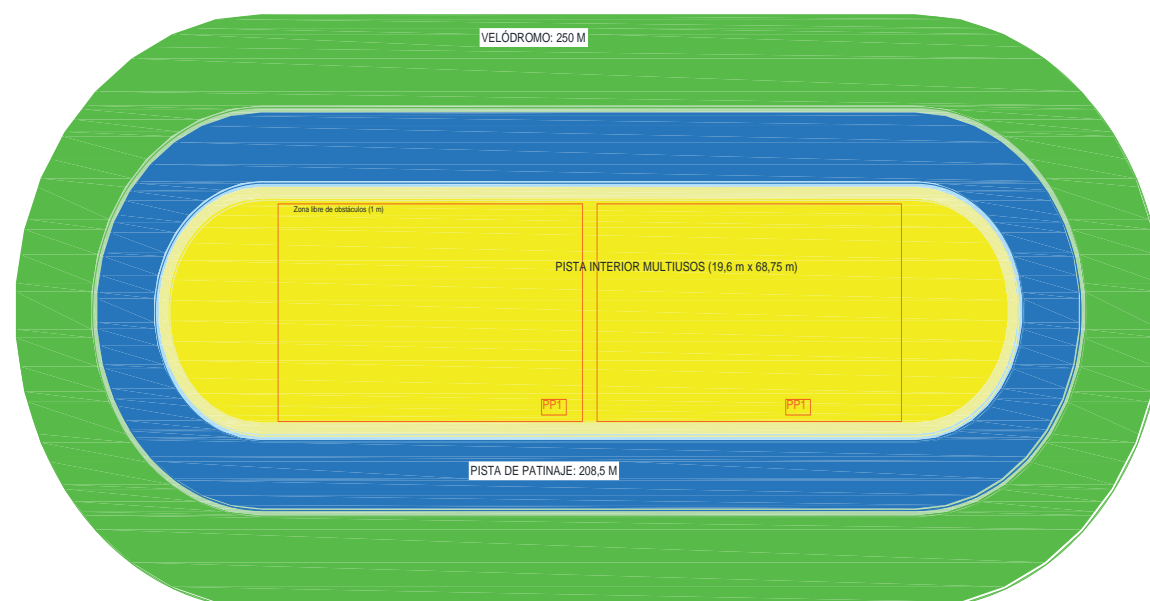 VELÓDROMO: 250 M
Zona libre de obstáculos (1 m)
PISTA INTERIOR MULTIUSOS (19,6 m x 68,75 m)
PP1
PP1
PISTA DE PATINAJE: 208,5 M